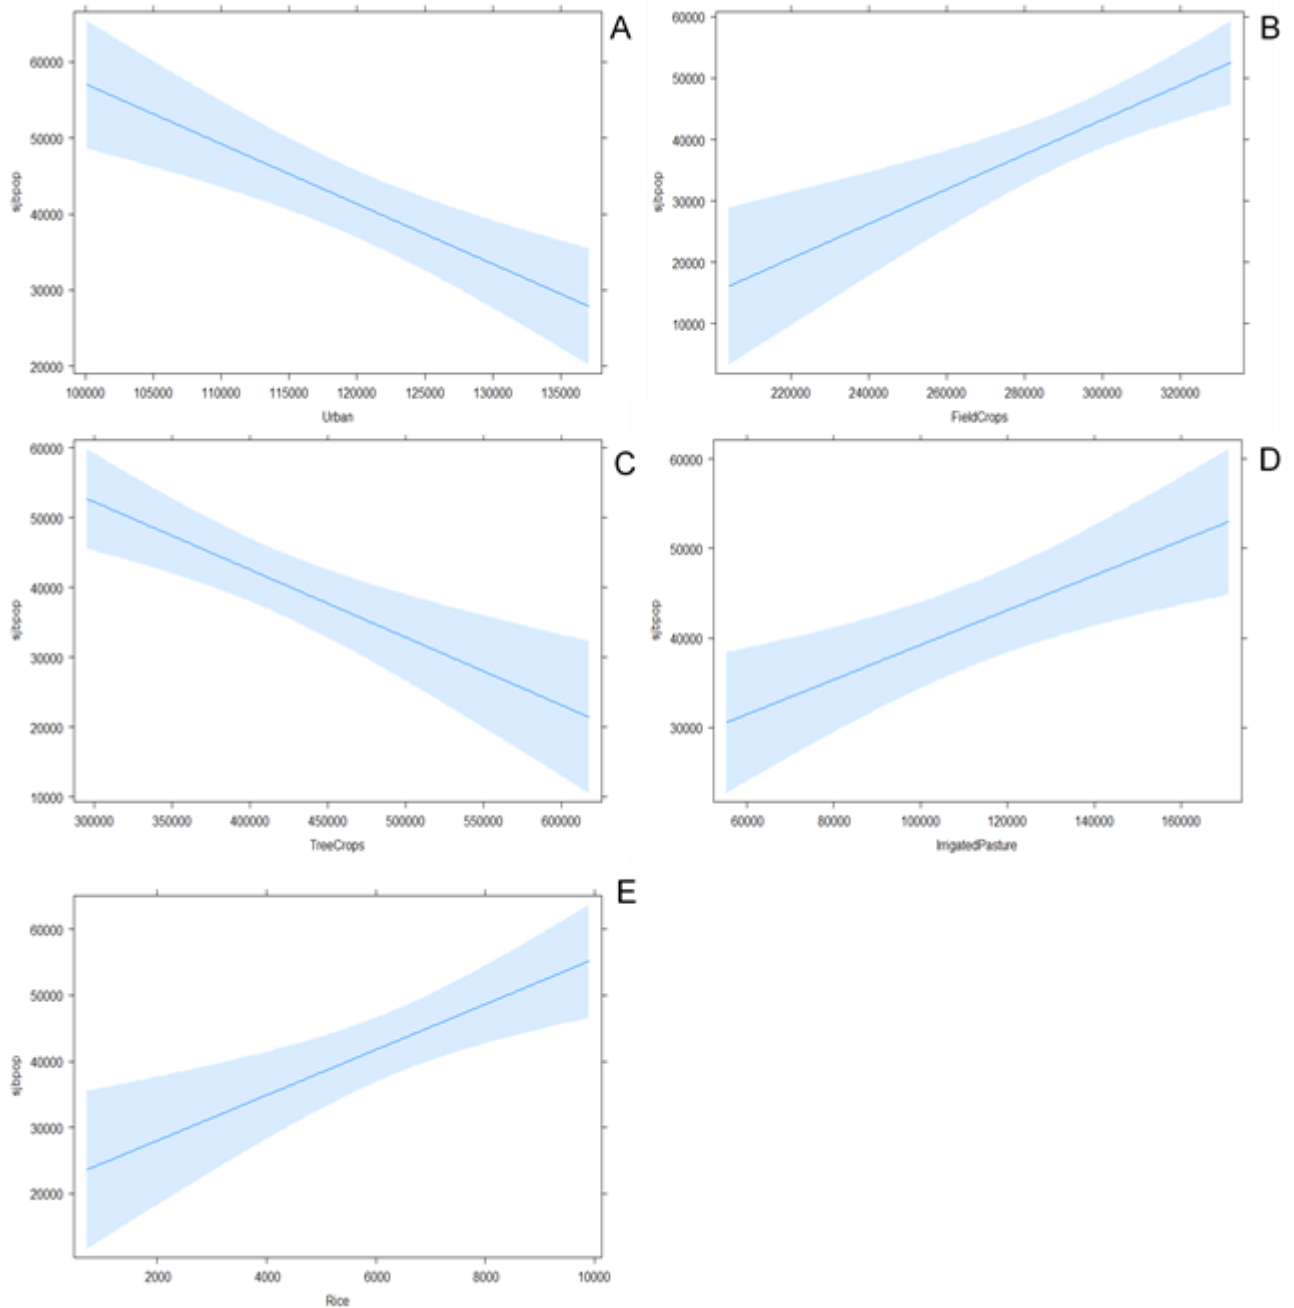 A
60000
50000
40000
30000
20000
sjbpop
100000 105000 110000 115000 120000 125000 130000 135000
Urban
B
60000
50000
40000
30000
20000
10000
sjbpop
220000 240000 260000 280000 300000 320000
FieldCrops
C
60000
50000
40000
30000
20000
10000
sjbpop
300000 350000 400000 450000 500000 550000 600000
TreeCrops
D
60000
50000
40000
30000
sjbpop
60000 80000 100000 120000 140000 160000
IrrigatedPasture
E
60000
50000
40000
30000
20000
sjbpop
2000 4000 6000 8000 10000
Rice